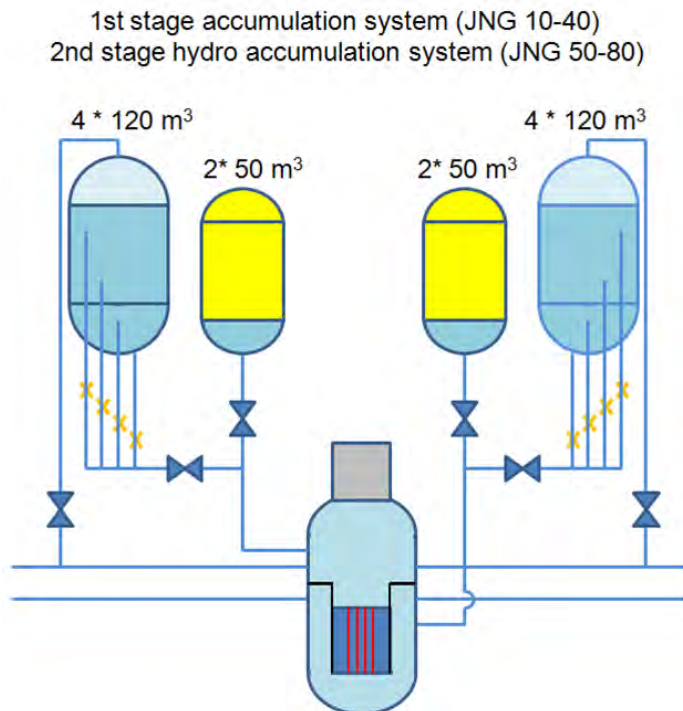 1st stage accumulation system (JNG 10-40)
2nd stage hydro accumulation system (JNG 50-80)
4 * 120 m³
4 * 120 m³
2* 50 m³
2* 50 m³